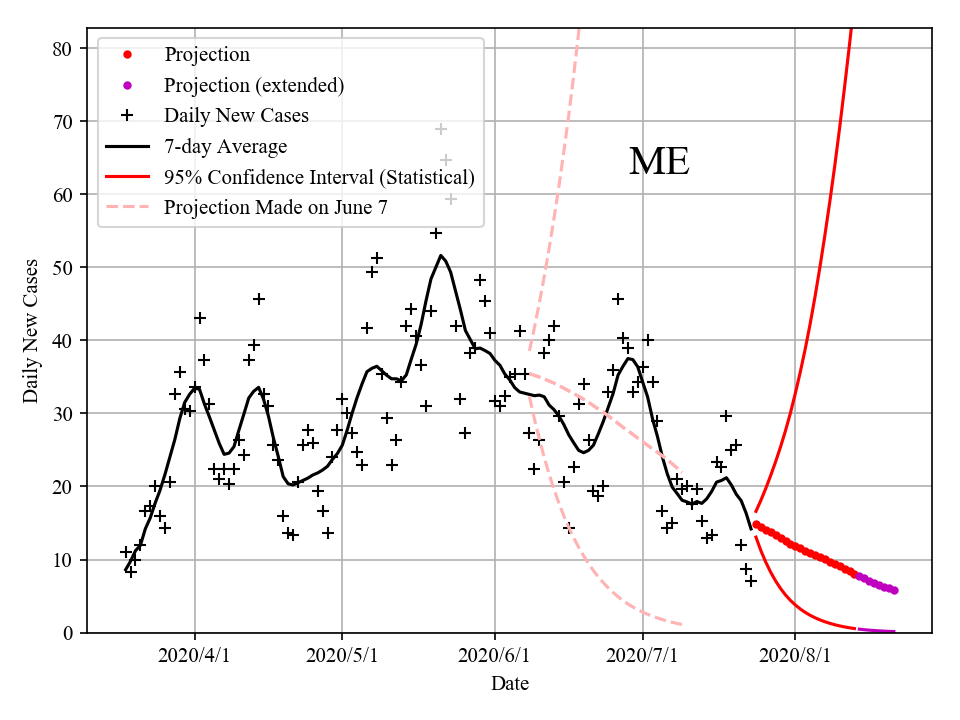 Projection
Projection (extended)
Daily New Cases
7-day Average
95% Confidence Interval (Statistical)
Projection Made on June 7
ME
Daily New Cases
80
70
60
50
40
30
20
10
0
2020/4/1 2020/5/1 2020/6/1 2020/7/1 2020/8/1
Date